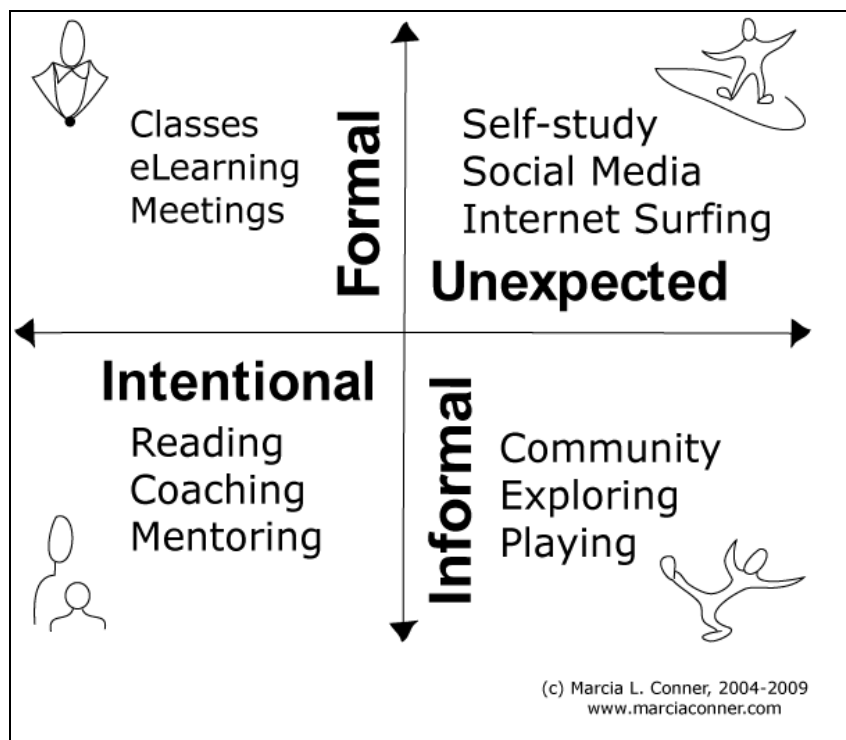 Classes
eLearning
Meetings
Formal
Self-study
Social Media
Internet Surfing
Unexpected
Intentional
Reading
Coaching
Mentoring
Informal
Community
Exploring
Playing
(c) Marcia L. Conner, 2004-2009
www.marciaconner.com